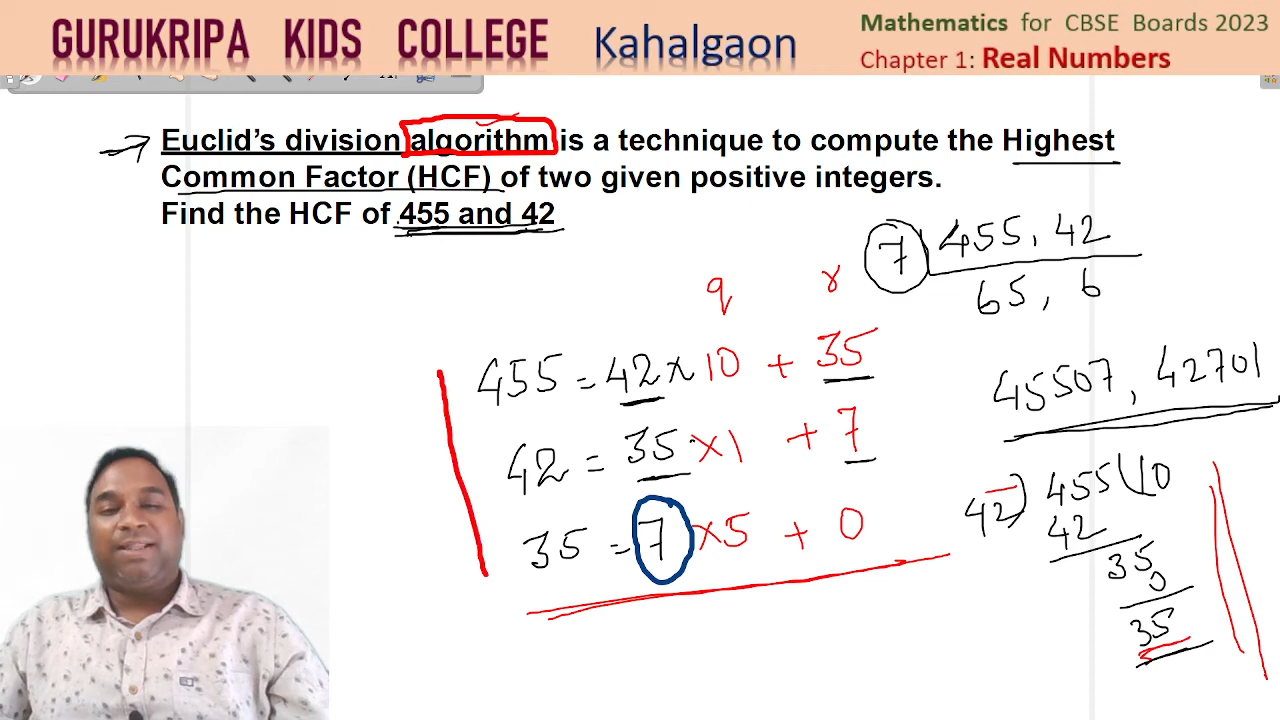 GURUKRIPA KIDS COLLEGE Kahalgaon
Mathematics for CBSE Boards 2023
Chapter 1: Real Numbers
Euclid’s division algorithm is a technique to compute the Highest
Common Factor (HCF) of two given positive integers.
Find the HCF of 455 and 42
7 455, 42
65, 6
q r
455 = 42 × 10 + 35
42 = 35 × 1 + 7
35 = 7 × 5 + 0
45507, 42701
42) 455 (10
42
35
0
35